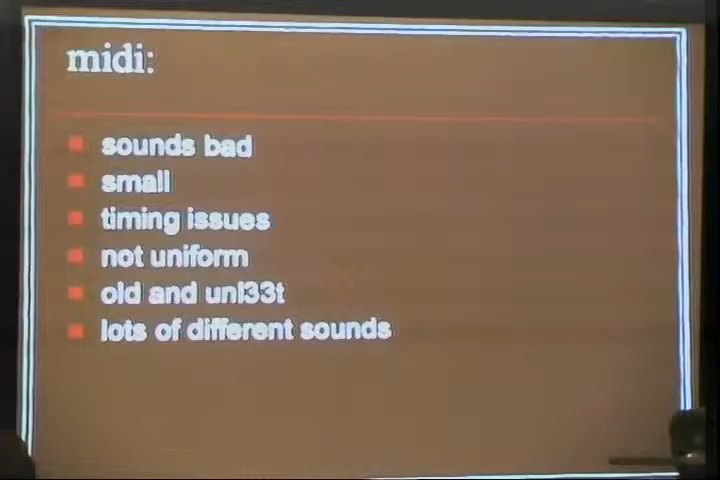 midi:
sounds bad
small
timing issues
not uniform
old and unl33t
lots of different sounds